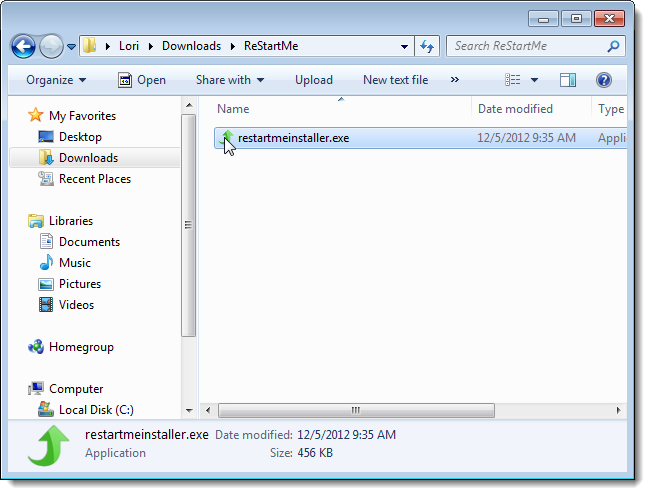 Lori Downloads ReStartMe Search ReStartMe
Organize Open Share with Upload New text file »
My Favorites
Desktop
Downloads
Recent Places
Libraries
Documents
Music
Pictures
Videos
Homegroup
Computer
Local Disk (C:)
Name Date modified Type
restartmeinstaller.exe 12/5/2012 9:35 AM Appli
restartmeinstaller.exe Date modified: 12/5/2012 9:35 AM
Application Size: 456 KB